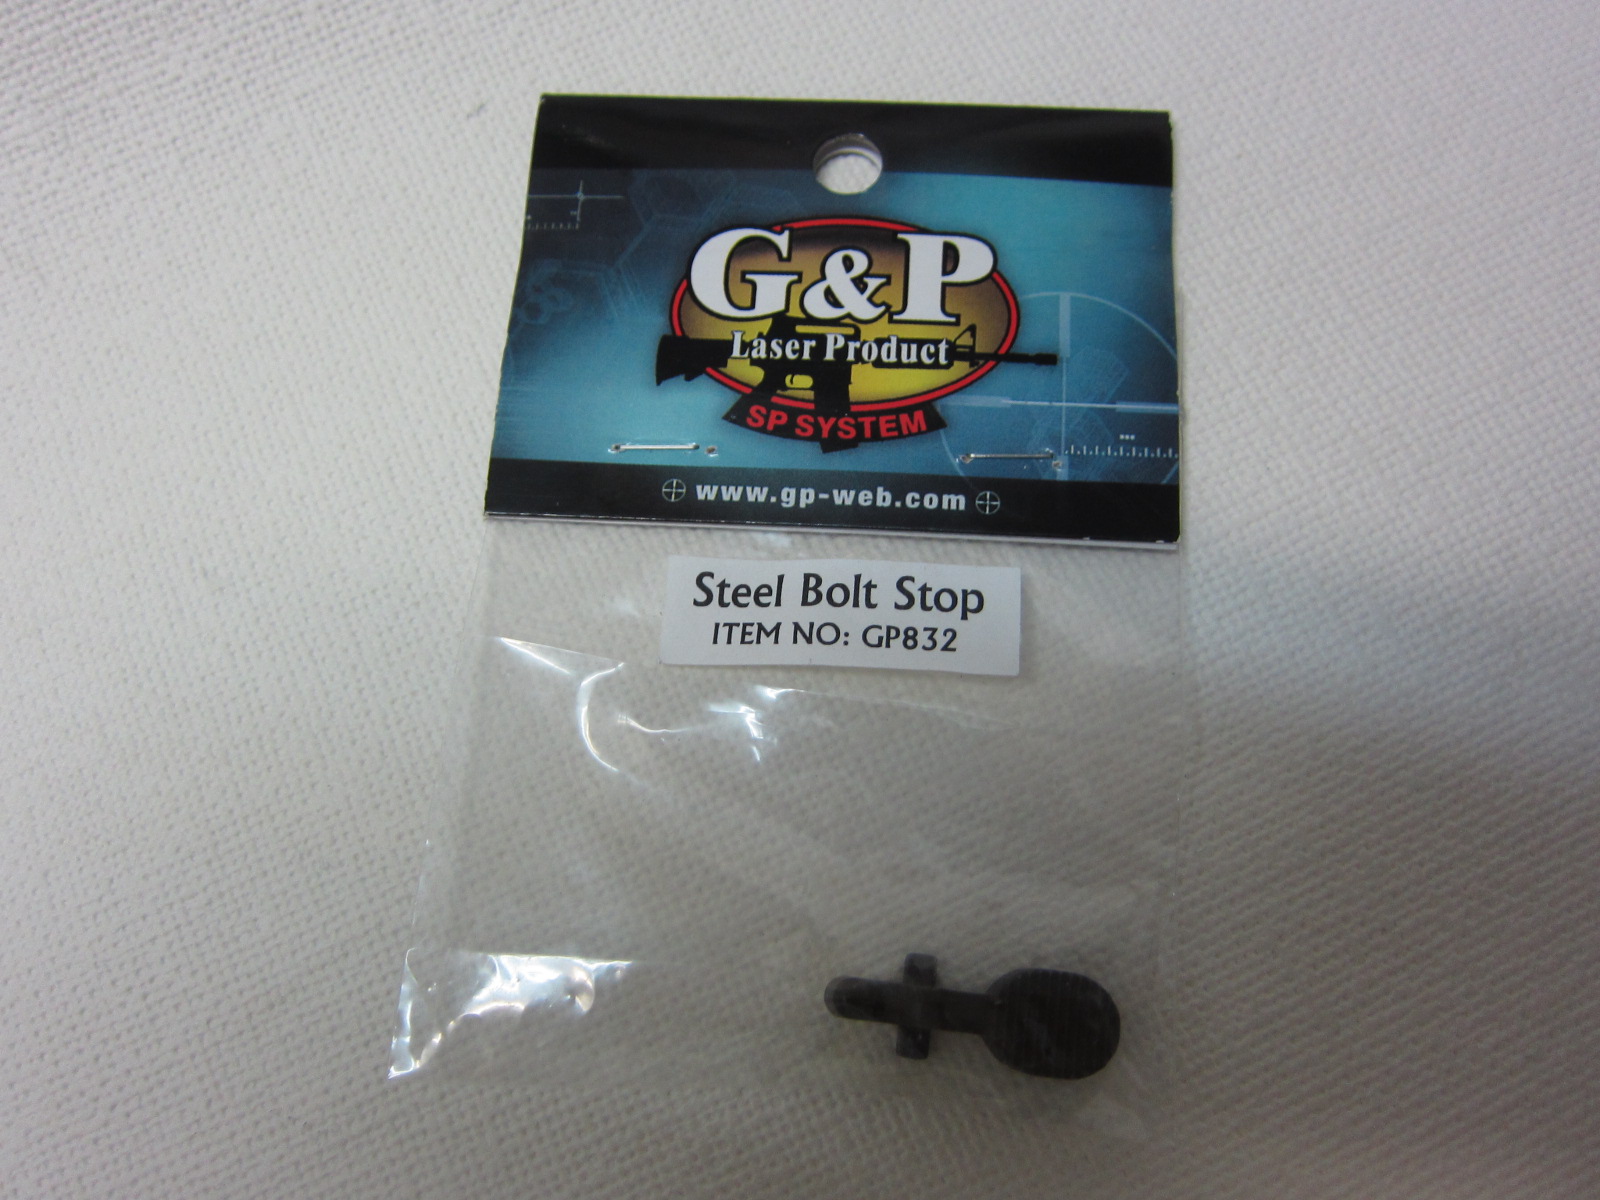 G&P
Laser Product
SP SYSTEM
www.gp-web.com
Steel Bolt Stop
ITEM NO: GP832